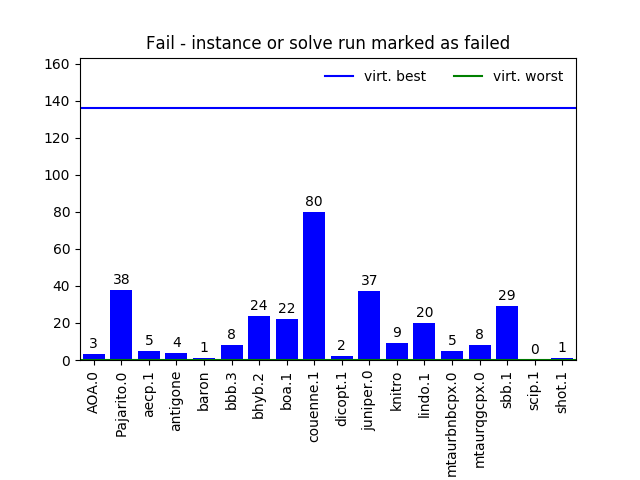 Fail - instance or solve run marked as failed
virt. best
virt. worst
160
140
120
100
80
60
40
20
0
3
38
5
4
1
8
24
22
80
2
37
9
20
5
8
29
0
1
AOA.0
Pajarito.0
aecp.1
antigone
baron
bbb.3
bhyb.2
boa.1
couenne.1
dicopt.1
juniper.0
knitro
lindo.1
mtaurbnbcpx.0
mtaurqgcpx.0
sbb.1
scip.1
shot.1